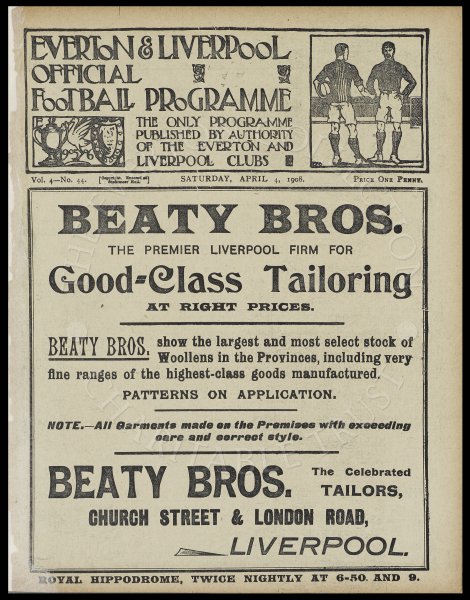 EVERTON & LIVERPOOL
OFFICIAL
FOOTBALL PROGRAMME
THE ONLY PROGRAMME
PUBLISHED BY AUTHORITY
OF THE EVERTON AND
LIVERPOOL CLUBS
Vol. 4—No. 44. SATURDAY, APRIL 4, 1908. PRICE ONE PENNY.
BEATY BROS.
THE PREMIER LIVERPOOL FIRM FOR
Good-Class Tailoring
AT RIGHT PRICES.
BEATY BROS. show the largest and most select stock of
Woollens in the Provinces, including very
fine ranges of the highest-class goods manufactured.
PATTERNS ON APPLICATION.
NOTE.—All Garments made on the Premises with exceeding
care and correct style.
BEATY BROS. The Celebrated
TAILORS,
CHURCH STREET & LONDON ROAD,
LIVERPOOL.
ROYAL HIPPODROME, TWICE NIGHTLY AT 6-50. AND 9.